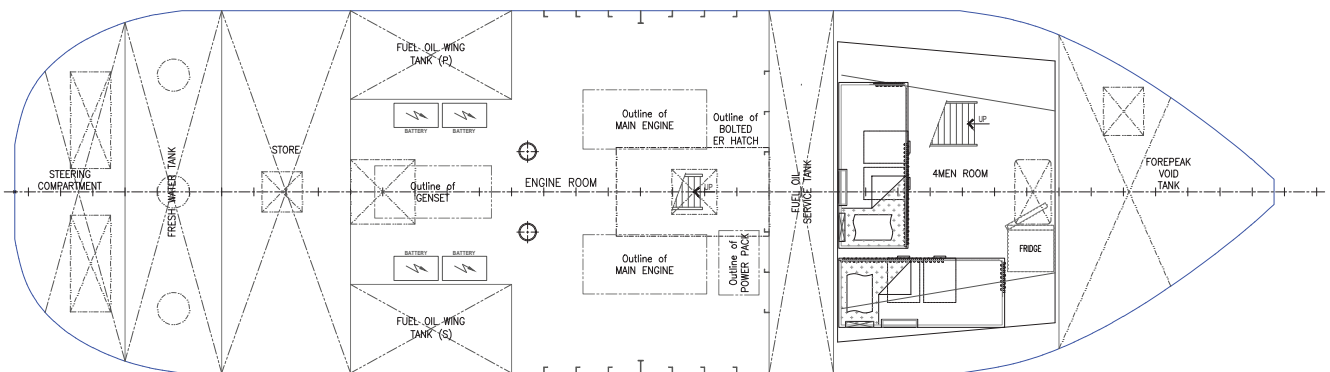 STEERING
COMPARTMENT
FRESH WATER TANK
STORE
FUEL OIL WING
TANK (P)
BATTERY
BATTERY
Outline of
GENSET
BATTERY
BATTERY
FUEL OIL WING
TANK (S)
ENGINE ROOM
Outline of
MAIN ENGINE
Outline of
BOLTED
ER HATCH
UP
Outline of
MAIN ENGINE
Outline of
POWER PACK
FUEL OIL
SERVICE TANK
UP
4MEN ROOM
FRIDGE
FOREPEAK
VOID
TANK